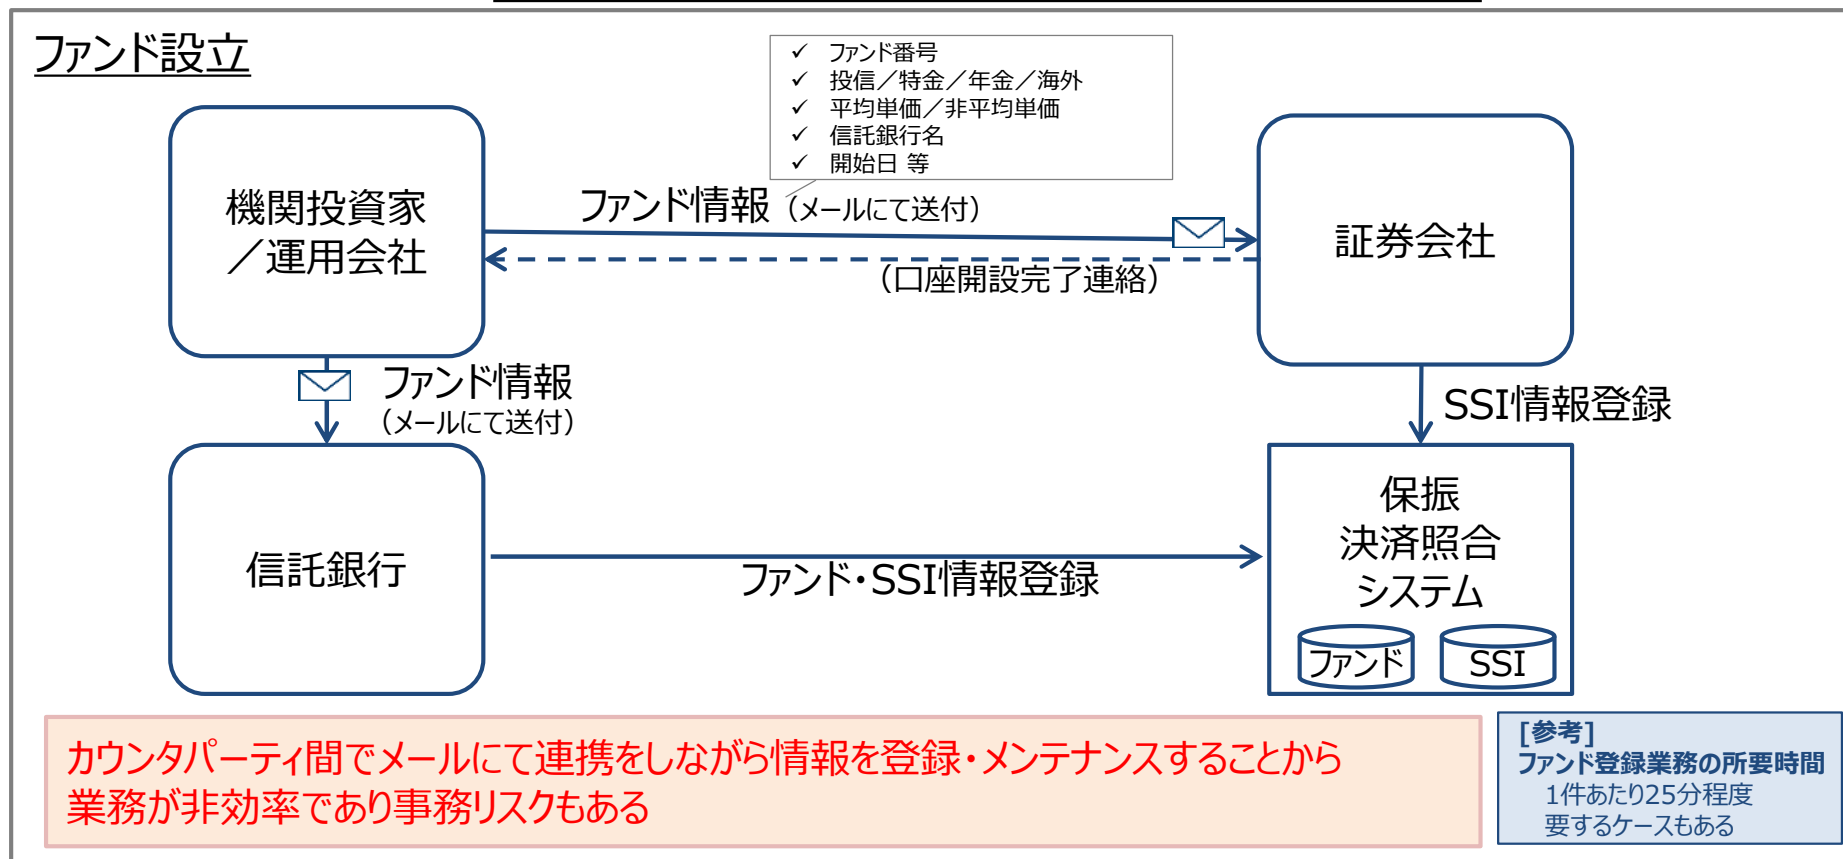 ファンド設立
✓ ファンド番号
✓ 投信／特金／年金／海外
✓ 平均単価／非平均単価
✓ 信託銀行名
✓ 開始日 等
機関投資家
／運用会社
ファンド情報（メールにて送付）
（口座開設完了連絡）
証券会社
ファンド情報
（メールにて送付）
SSI情報登録
信託銀行
ファンド・SSI情報登録
保振
決済照合
システム
ファンド
SSI
カウンタパーティ間でメールにて連携をしながら情報を登録・メンテナンスすることから
業務が非効率であり事務リスクもある
[参考]
ファンド登録業務の所要時間
1件あたり25分程度
要するケースもある